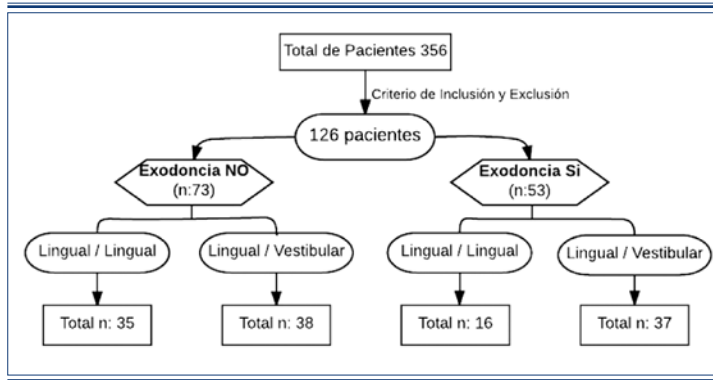 Total de Pacientes 356
Criterio de Inclusión y Exclusión
126 pacientes
Exodoncia NO
(n:73)
Exodoncia Si
(n:53)
Lingual / Lingual
Lingual / Vestibular
Lingual / Lingual
Lingual / Vestibular
Total n: 35
Total n: 38
Total n: 16
Total n: 37